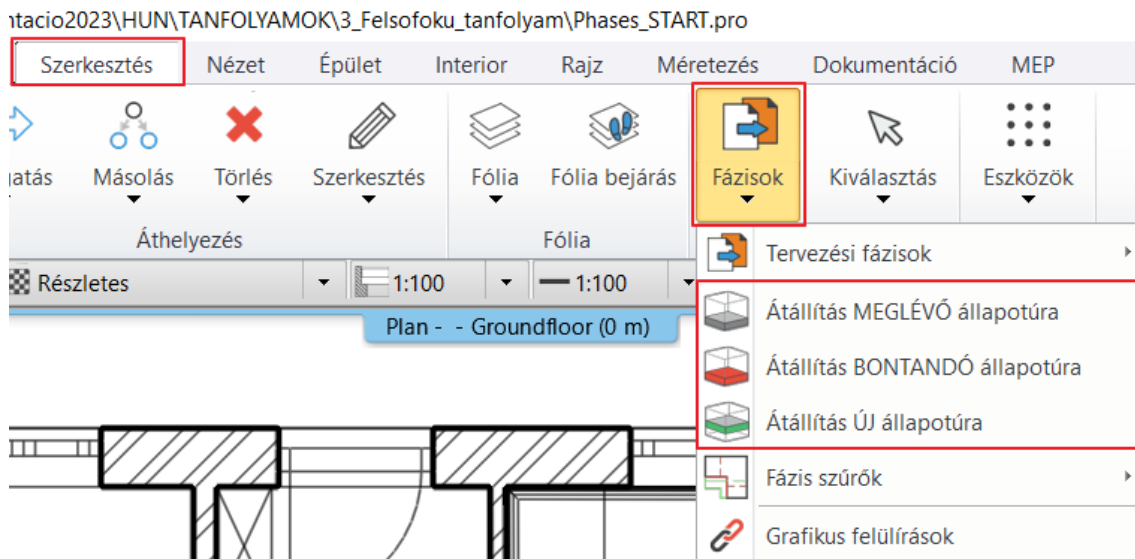 ntacio2023\HUN\TANFOLYAMOK\3_Felsofoku_tanfolyam\Phases_START.pro
Szerkesztés Nézet Épület Interior Rajz Méretezés Dokumentáció MEP
gatás Másolás Törlés Szerkesztés Fólia Fólia bejárás Fázisok Kiválasztás Eszközök
Áthelyezés Fólia
Tervezési fázisok
Részletes 1:100 1:100
Átállítás MEGLÉVŐ állapotúra
Plan - - Groundfloor (0 m)
Átállítás BONTANDÓ állapotúra
Átállítás ÚJ állapotúra
Fázis szűrők
Grafikus felülírások